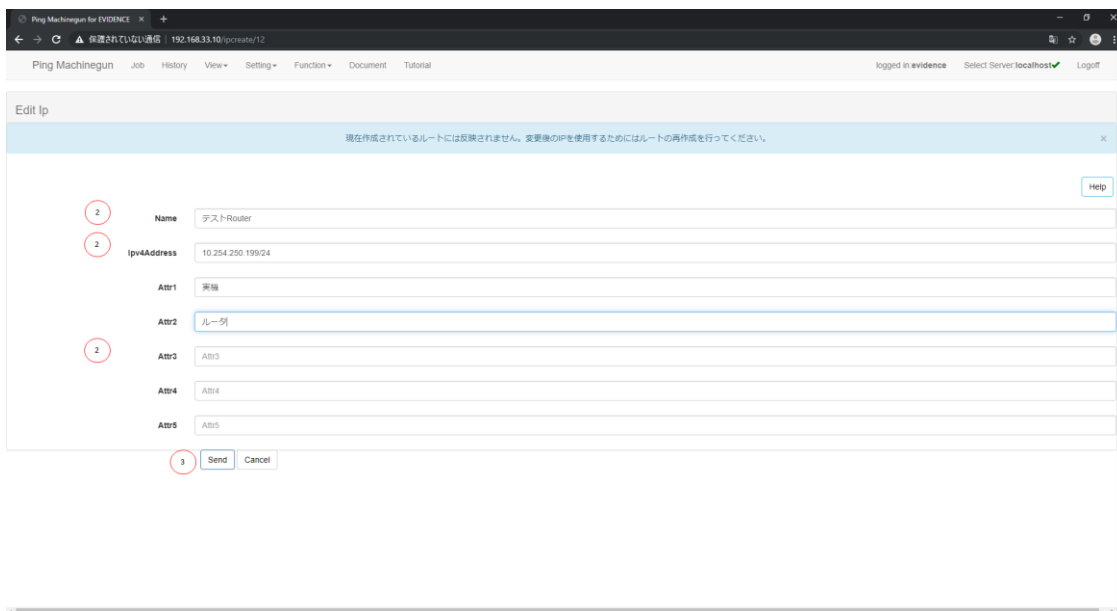 Ping Machinegun for EVIDENCE × +
保護されていない通信 | 192.168.33.10/ipcreate/12
Ping Machinegun Job History View Setting Function Document Tutorial logged in:evidence Select Server:localhost✔ Logoff
Edit Ip
現在作成されているルートには反映されません。変更後のIPを使用するためにはルートの再作成を行ってください。 ×
Help
2 Name テストRouter
2 Ipv4Address 10.254.250.199/24
Attr1 実機
Attr2 ルータ
2 Attr3 Attr3
Attr4 Attr4
Attr5 Attr5
3 Send Cancel